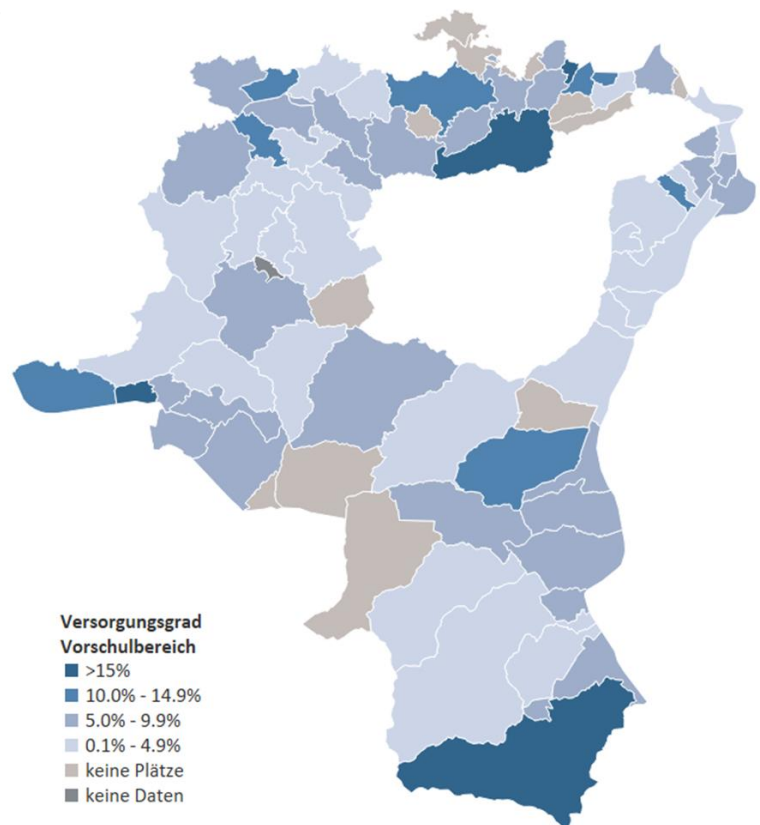 Versorgungsgrad
Vorschulbereich
>15%
10.0% - 14.9%
5.0% - 9.9%
0.1% - 4.9%
keine Plätze
keine Daten